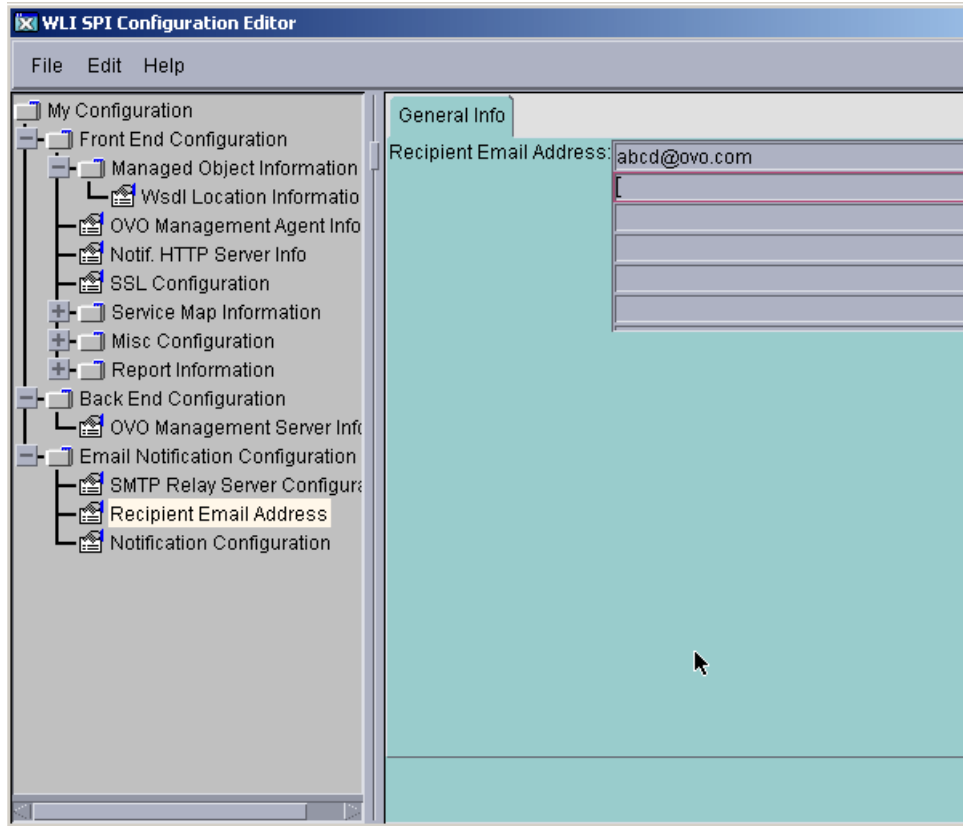 WLI SPI Configuration Editor
File Edit Help
My Configuration
Front End Configuration
Managed Object Information
Wsdl Location Informatio
OVO Management Agent Info
Notif. HTTP Server Info
SSL Configuration
Service Map Information
Misc Configuration
Report Information
Back End Configuration
OVO Management Server Info
Email Notification Configuration
SMTP Relay Server Configura
Recipient Email Address
Notification Configuration
General Info
Recipient Email Address: abcd@ovo.com
[